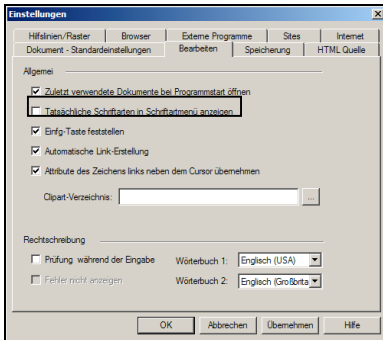 Einstellungen
Hilfslinien/Raster Browser Externe Programme Sites Internet
Dokument - Standardeinstellungen Bearbeiten Speicherung HTML Quelle
Allgemei
Zuletzt verwendete Dokumente bei Programmstart öffnen
Tatsächliche Schriftarten in Schriftartmenü anzeigen
Einfg-Taste feststellen
Automatische Link-Erstellung
Attribute des Zeichens links neben dem Cursor übernehmen
Clipart-Verzeichnis: ...
Rechtschreibung
Prüfung während der Eingabe Wörterbuch 1: Englisch (USA)
Fehler nicht anzeigen Wörterbuch 2: Englisch (Großbrita
OK Abbrechen Übernehmen Hilfe